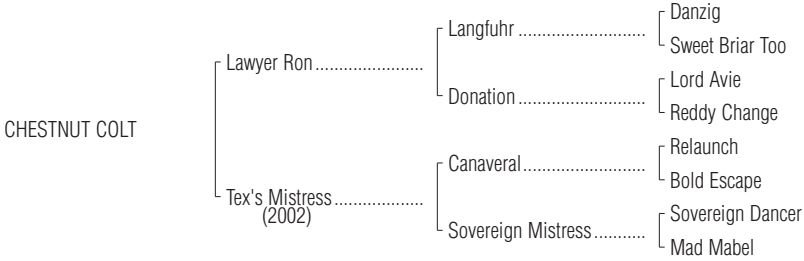 Danzig
Langfuhr ............................
Sweet Briar Too
Lawyer Ron .......................
Lord Avie
Donation ............................
Reddy Change
CHESTNUT COLT
Relaunch
Canaveral ...........................
Bold Escape
Tex's Mistress ...................
(2002)
Sovereign Dancer
Sovereign Mistress ...........
Mad Mabel